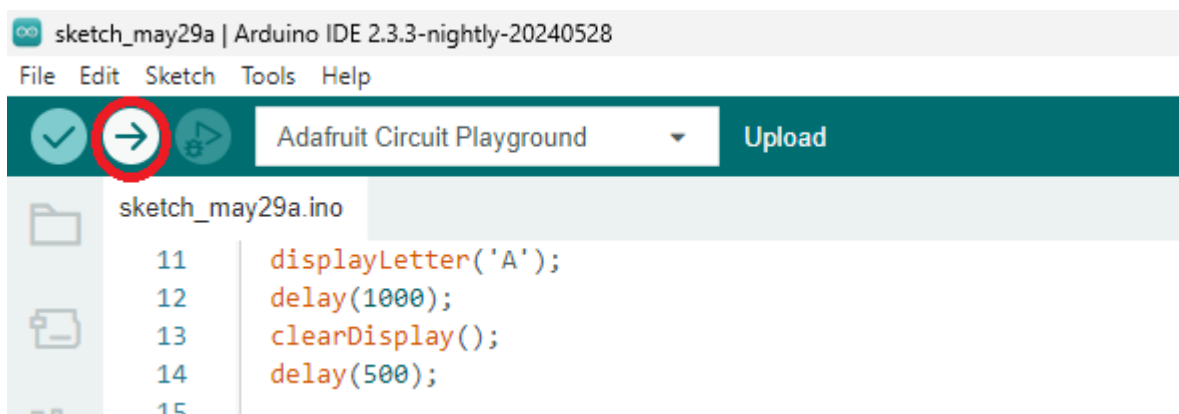 sketch_may29a | Arduino IDE 2.3.3-nightly-20240528
File Edit Sketch Tools Help
Adafruit Circuit Playground Upload
sketch_may29a.ino
11 displayLetter('A');
12 delay(1000);
13 clearDisplay();
14 delay(500);
15